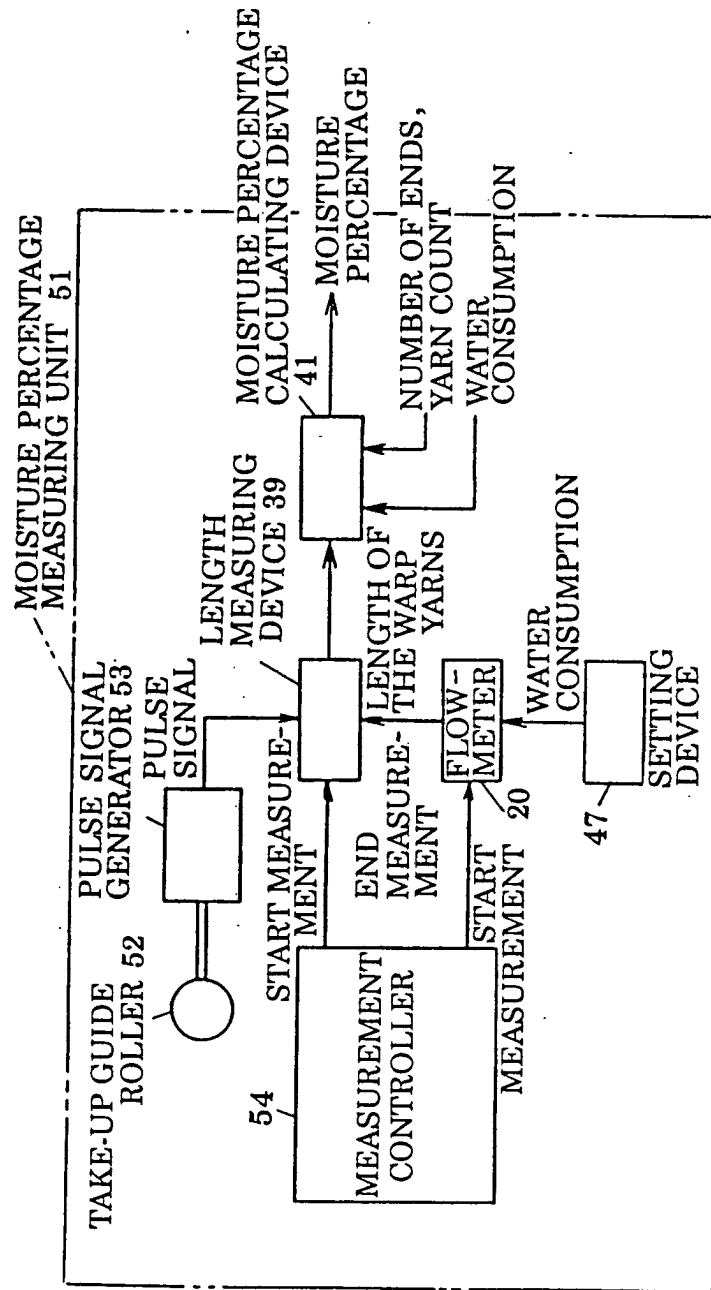 MOISTURE PERCENTAGE
MEASURING UNIT 51
PULSE SIGNAL
GENERATOR 53
PULSE
SIGNAL
TAKE-UP GUIDE
ROLLER 52
LENGTH
MEASURING
DEVICE 39
MOISTURE PERCENTAGE
CALCULATING DEVICE
41
MOISTURE
PERCENTAGE
START MEASURE-
MENT
LENGTH OF
THE WARP
YARNS
NUMBER OF ENDS,
YARN COUNT
WATER
CONSUMPTION
54
MEASUREMENT
CONTROLLER
END
MEASURE-
MENT
FLOW-
METER
20
START
MEASUREMENT
WATER
CONSUMPTION
47
SETTING
DEVICE